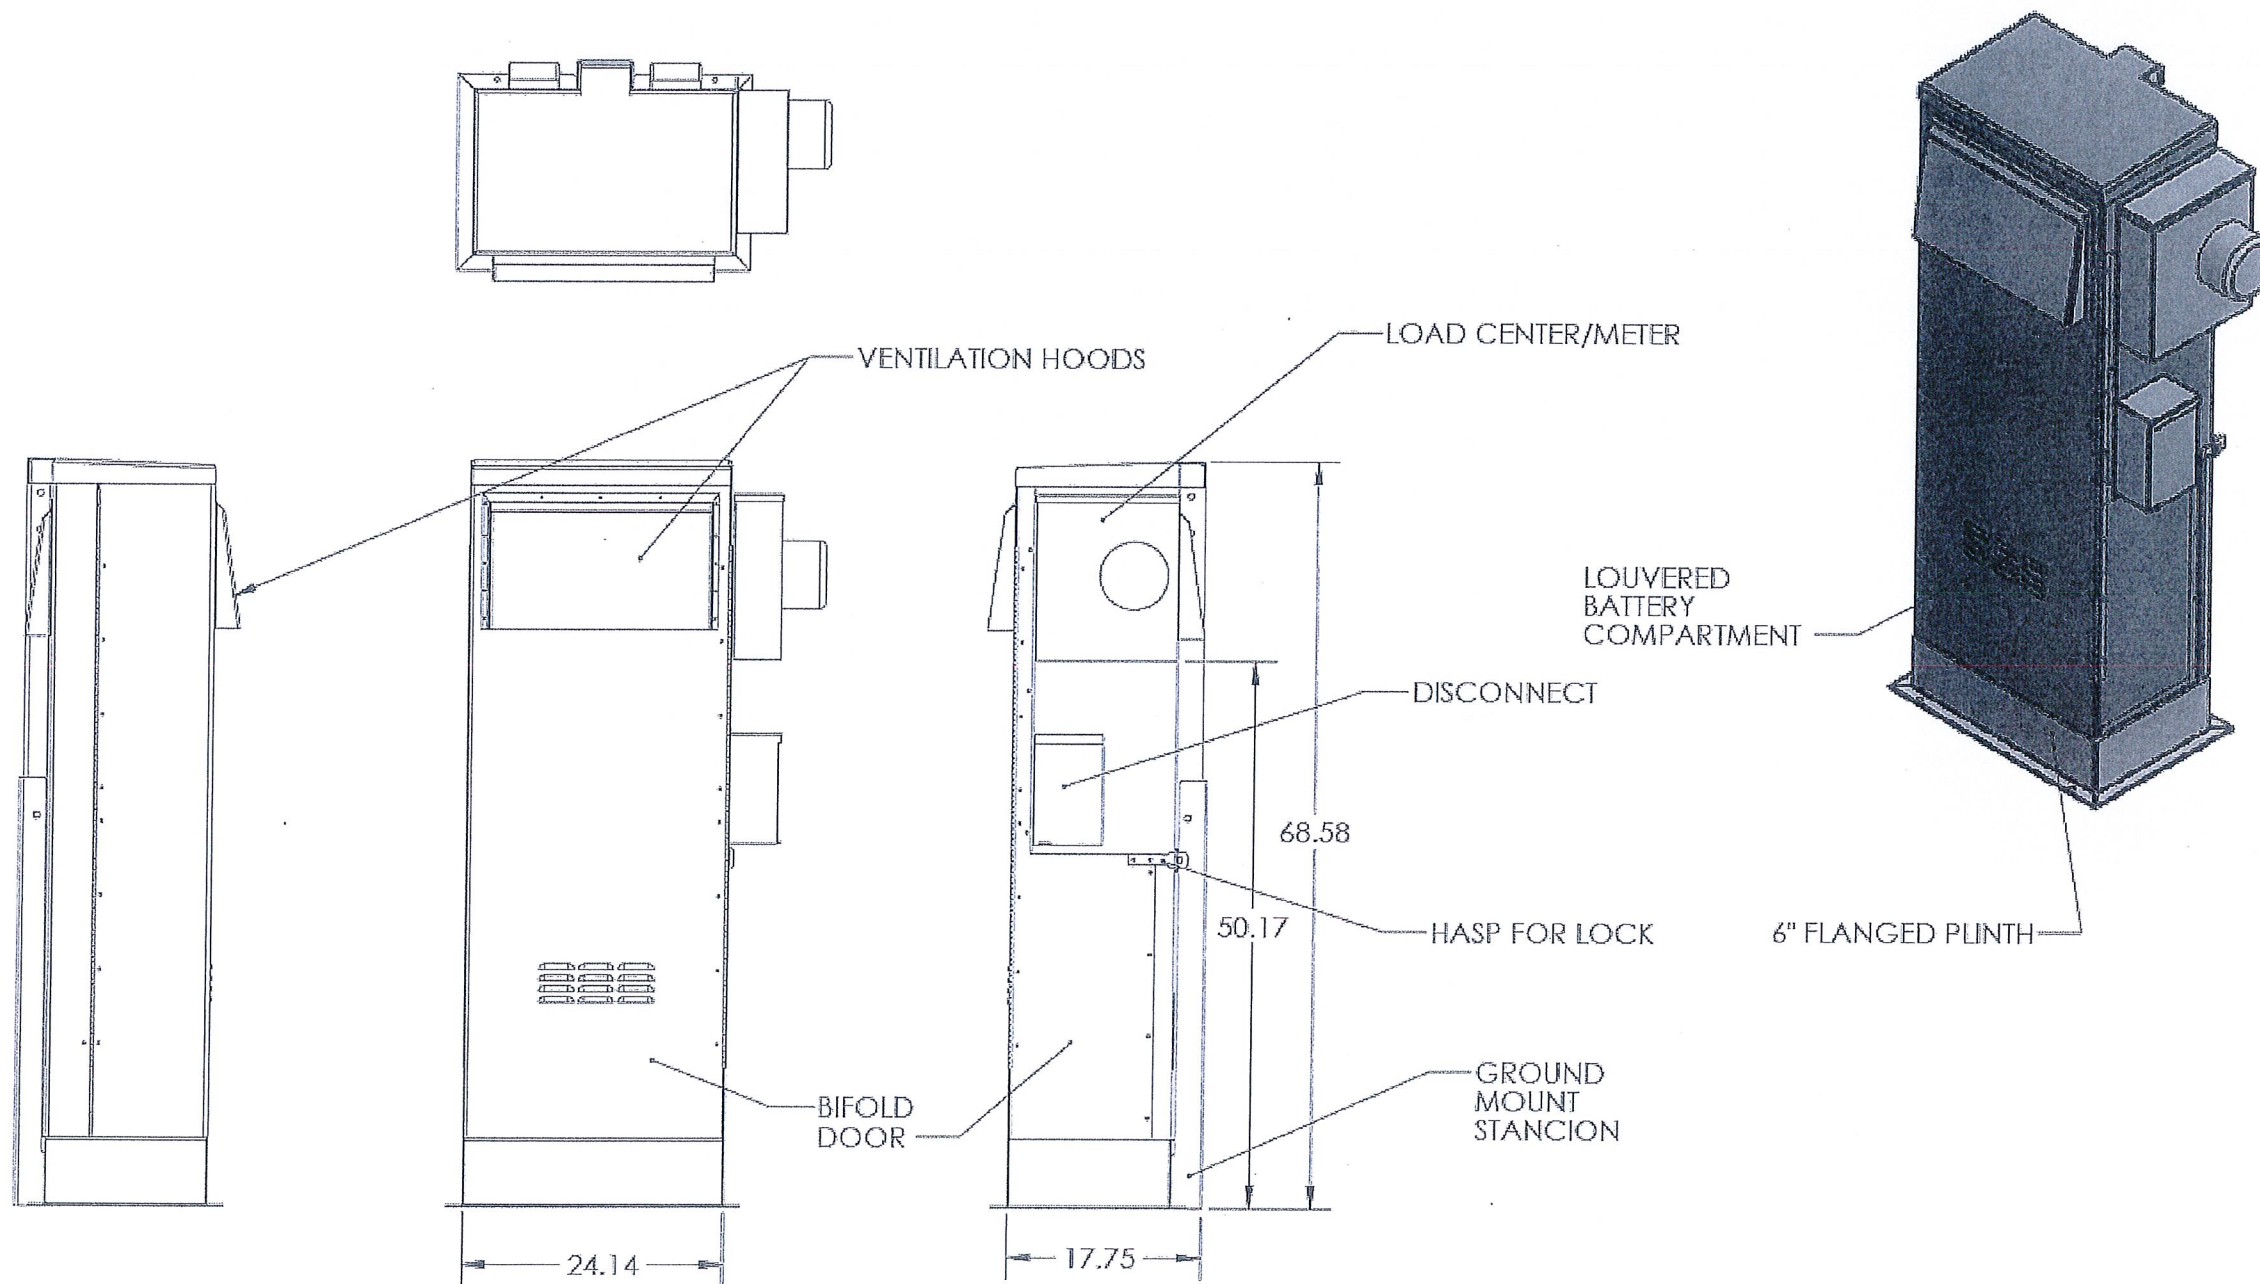 LOAD CENTER/METER
VENTILATION HOODS
LOUVERED
BATTERY
COMPARTMENT
DISCONNECT
68.58
50.17
HASP FOR LOCK
6" FLANGED PLINTH
GROUND
MOUNT
STANCION
BIFOLD
DOOR
24.14
17.75